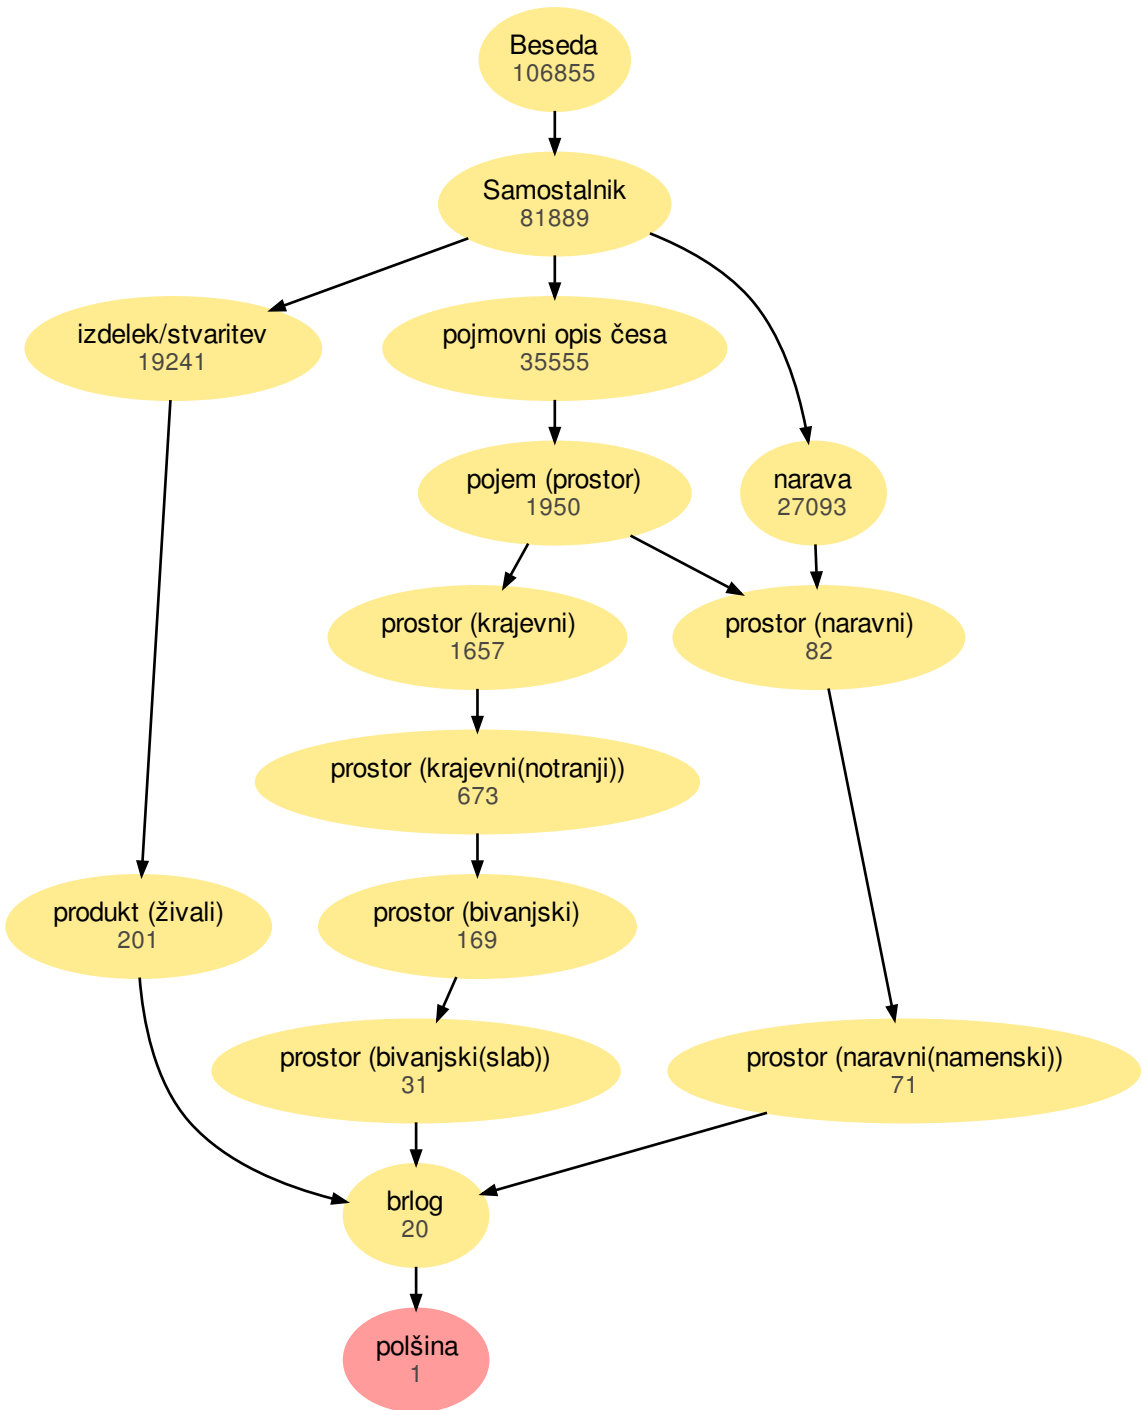 Beseda
106855
Samostalnik
81889
izdelek/stvaritev
19241
pojmovni opis česa
35555
pojem (prostor)
1950
narava
27093
prostor (krajevni)
1657
prostor (naravni)
82
prostor (krajevni(notranji))
673
produkt (živali)
201
prostor (bivanjski)
169
prostor (bivanjski(slab))
31
prostor (naravni(namenski))
71
brlog
20
polšina
1